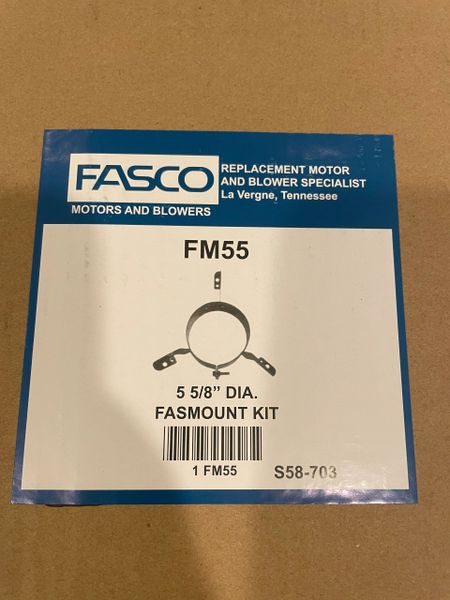 FASCO
MOTORS AND BLOWERS
REPLACEMENT MOTOR
AND BLOWER SPECIALIST
La Vergne, Tennessee
FM55
5 5/8” DIA.
FASMOUNT KIT
1 FM55
S58-703